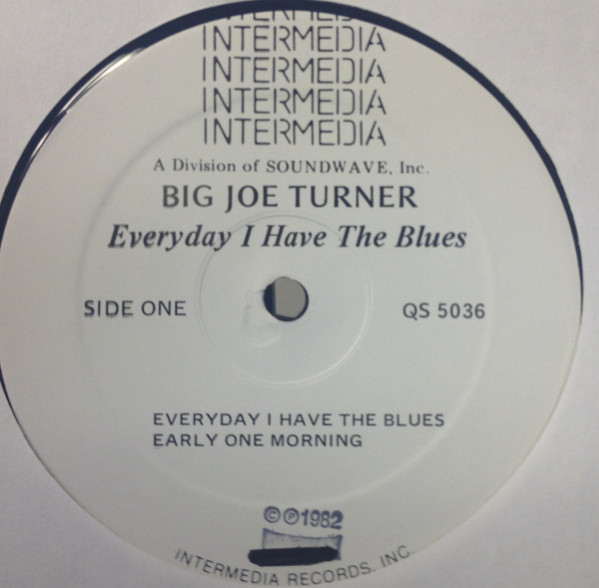 INTERMEDIA
INTERMEDIA
INTERMEDIA
INTERMEDIA
INTERMEDIA
A Division of SOUNDWAVE, Inc.
BIG JOE TURNER
Everyday I Have The Blues
SIDE ONE
QS 5036
EVERYDAY I HAVE THE BLUES
EARLY ONE MORNING
©℗1982
INTERMEDIA RECORDS, INC.